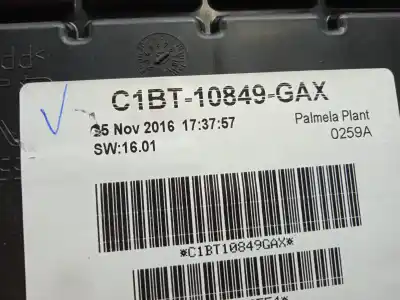 C1BT-10849-GAX
25 Nov 2016 17:37:57
Palmela Plant
0259A
SW:16.01
*C1BT10849GAX*